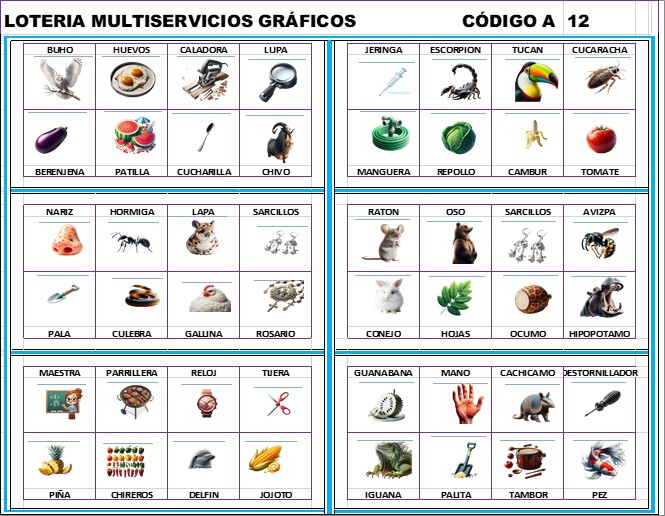 LOTERIA MULTISERVICIOS GRÁFICOS CÓDIGO A 12
BUHO HUEVOS CALADORA LUPA
BERENJENA PATILLA CUCHARILLA CHIVO
JERINGA ESCORPION TUCAN CUCARACHA
MANGUERA REPOLLO CAMBUR TOMATE
NARIZ HORMIGA LAPA SARCILLOS
PALA CULEBRA GALLINA ROSARIO
RATON OSO SARCILLOS AVIZPA
CONEJO HOJAS OCUMO HIPOPOTAMO
MAESTRA PARRILLERA RELOJ TIJERA
PIÑA CHIREROS DELFIN JOJOTO
GUANABANA MANO CACHICAMO DESTORNILLADOR
IGUANA PALITA TAMBOR PEZ